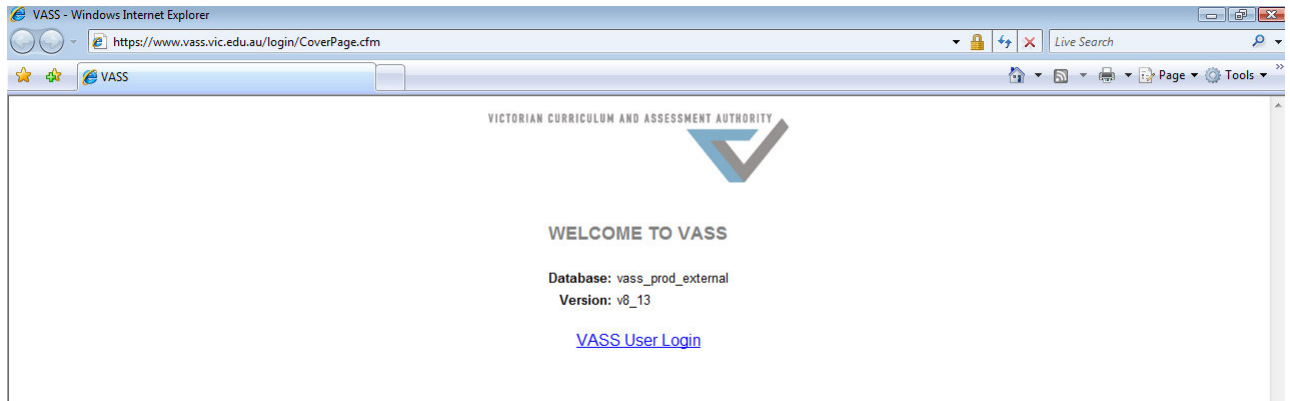 VASS - Windows Internet Explorer
https://www.vass.vic.edu.au/login/CoverPage.cfm
Live Search
VASS
Page
Tools
VICTORIAN CURRICULUM AND ASSESSMENT AUTHORITY
WELCOME TO VASS
Database: vass_prod_external
Version: v8_13
VASS User Login